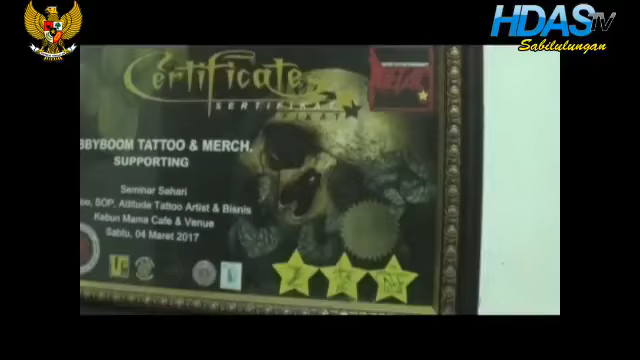 HDAS TV
Sabilulungan
Certificate
SERTIFIKAT
BBYBOOM TATTOO & MERCH.
SUPPORTING
Seminar Sehari
SOP, Attitude Tattoo Artist & Bisnis
Kebun Mama Cafe & Venue
Sabtu, 04 Maret 2017